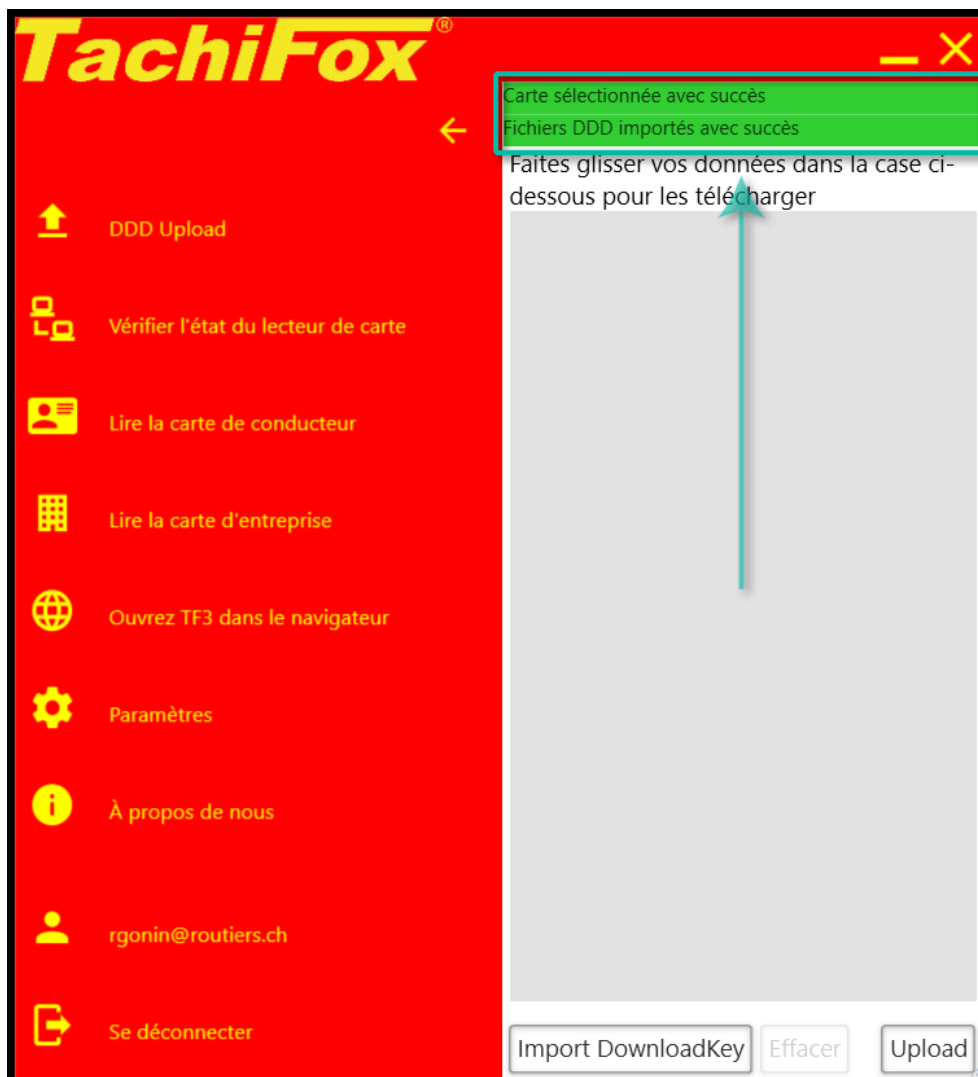 TachiFox®
Carte sélectionnée avec succès
Fichiers DDD importés avec succès
Faites glisser vos données dans la case ci-
dessous pour les télécharger
DDD Upload
Vérifier l'état du lecteur de carte
Lire la carte de conducteur
Lire la carte d'entreprise
Ouvrez TF3 dans le navigateur
Paramètres
À propos de nous
rgonin@routiers.ch
Se déconnecter
Import DownloadKey
Effacer
Upload